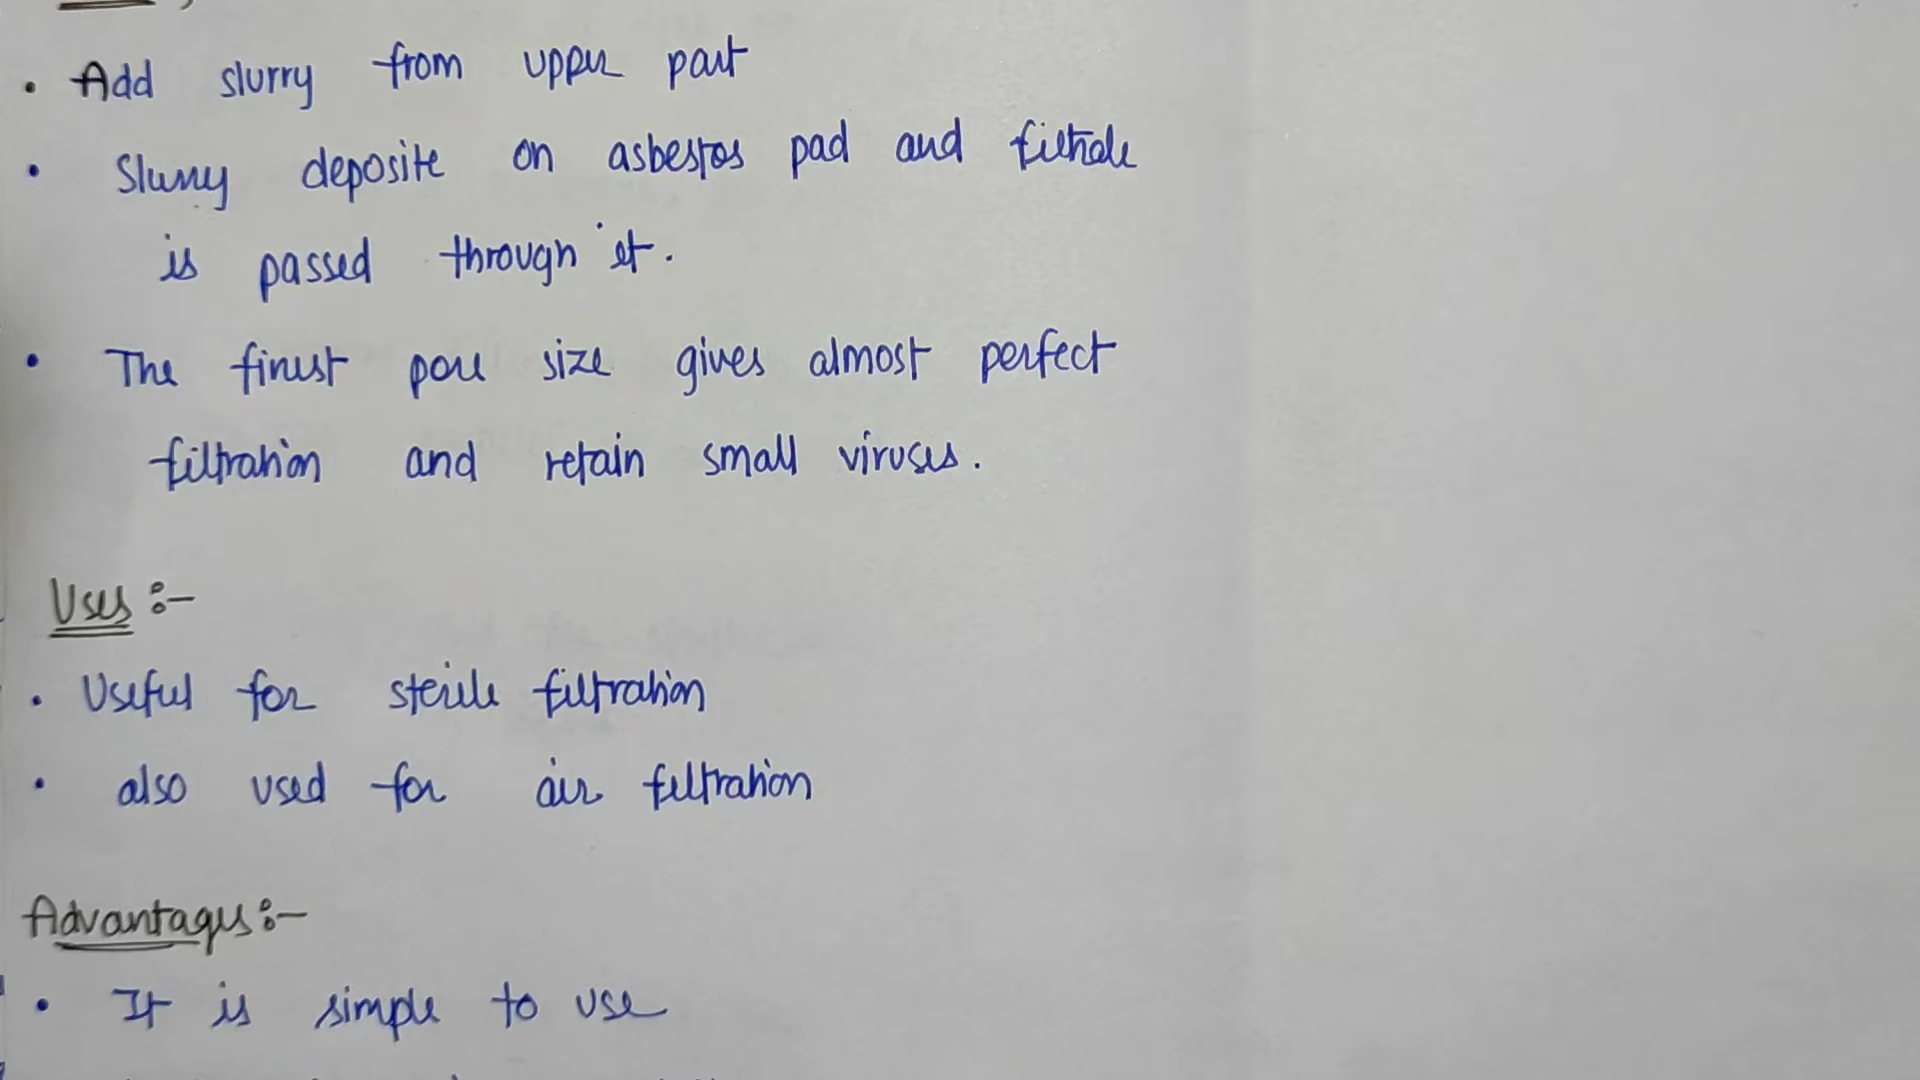 • Add slurry from upper part
• Slurry deposite on asbestos pad and filtrate
is passed through it.
• The finest pore size gives almost perfect
filtration and retain small viruses.
Uses :-
• Useful for sterile filtration
• also used for air filtration
Advantages :-
• It is simple to use